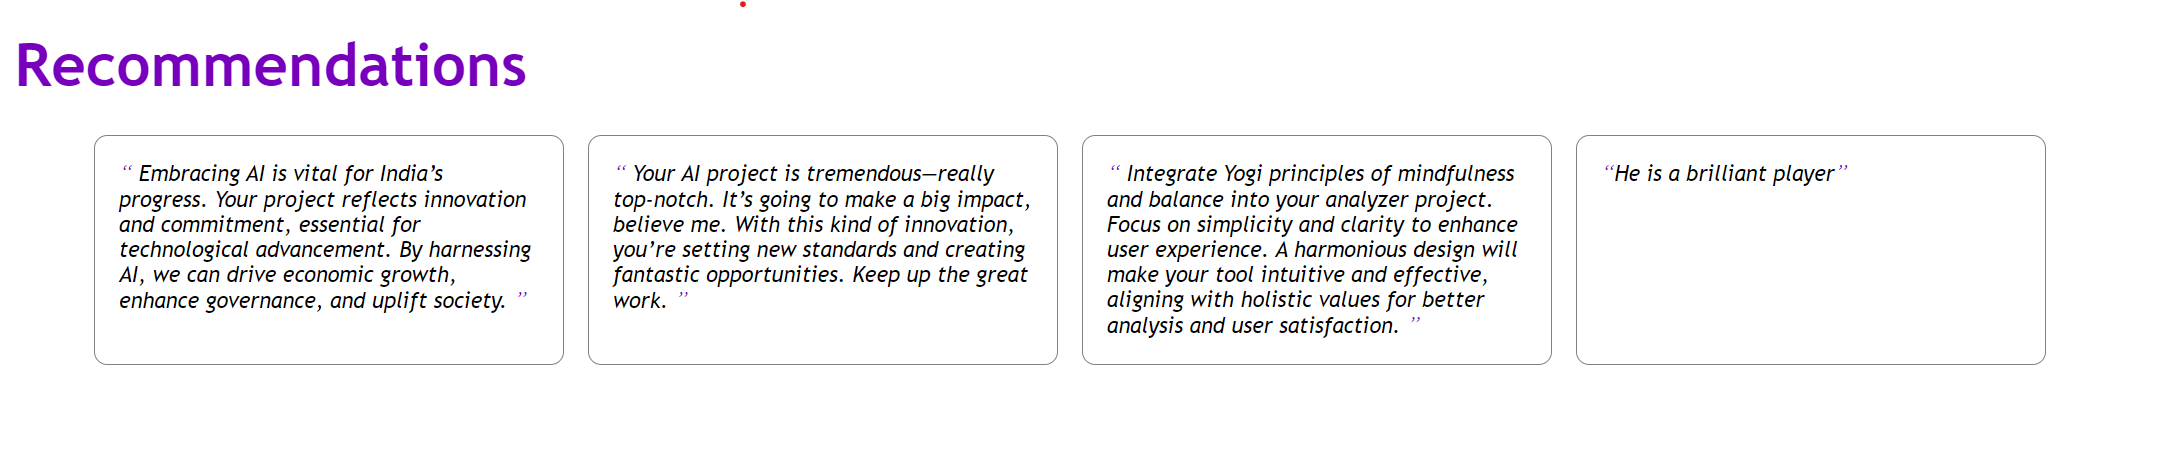 Recommendations
“ Embracing AI is vital for India’s
progress. Your project reflects innovation
and commitment, essential for
technological advancement. By harnessing
AI, we can drive economic growth,
enhance governance, and uplift society. ”
“ Your AI project is tremendous—really
top-notch. It’s going to make a big impact,
believe me. With this kind of innovation,
you’re setting new standards and creating
fantastic opportunities. Keep up the great
work. ”
“ Integrate Yogi principles of mindfulness
and balance into your analyzer project.
Focus on simplicity and clarity to enhance
user experience. A harmonious design will
make your tool intuitive and effective,
aligning with holistic values for better
analysis and user satisfaction. ”
“He is a brilliant player”